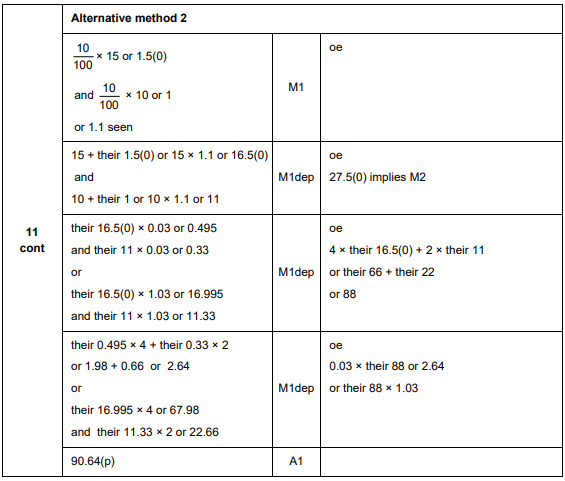 Alternative method 2
11
cont
10/100 × 15 or 1.5(0)
and 10/100 × 10 or 1
or 1.1 seen
M1
oe
15 + their 1.5(0) or 15 × 1.1 or 16.5(0)
and
10 + their 1 or 10 × 1.1 or 11
M1dep
oe
27.5(0) implies M2
their 16.5(0) × 0.03 or 0.495
and their 11 × 0.03 or 0.33
or
their 16.5(0) × 1.03 or 16.995
and their 11 × 1.03 or 11.33
M1dep
oe
4 × their 16.5(0) + 2 × their 11
or their 66 + their 22
or 88
their 0.495 × 4 + their 0.33 × 2
or 1.98 + 0.66 or 2.64
or
their 16.995 × 4 or 67.98
and their 11.33 × 2 or 22.66
M1dep
oe
0.03 × their 88 or 2.64
or their 88 × 1.03
90.64(p)
A1